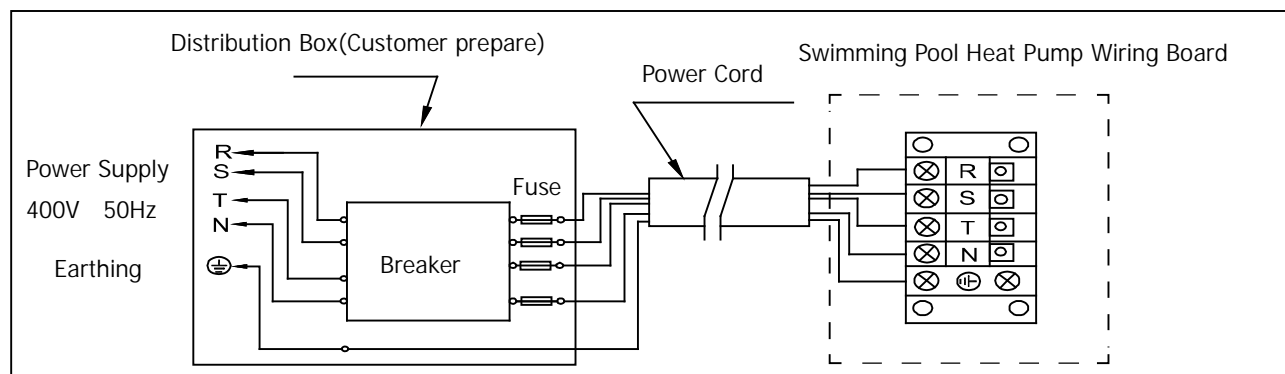 Distribution Box(Customer prepare)
Power Cord
Swimming Pool Heat Pump Wiring Board
Power Supply
400V 50Hz
Earthing
R
S
T
N
Fuse
Breaker
R
S
T
N